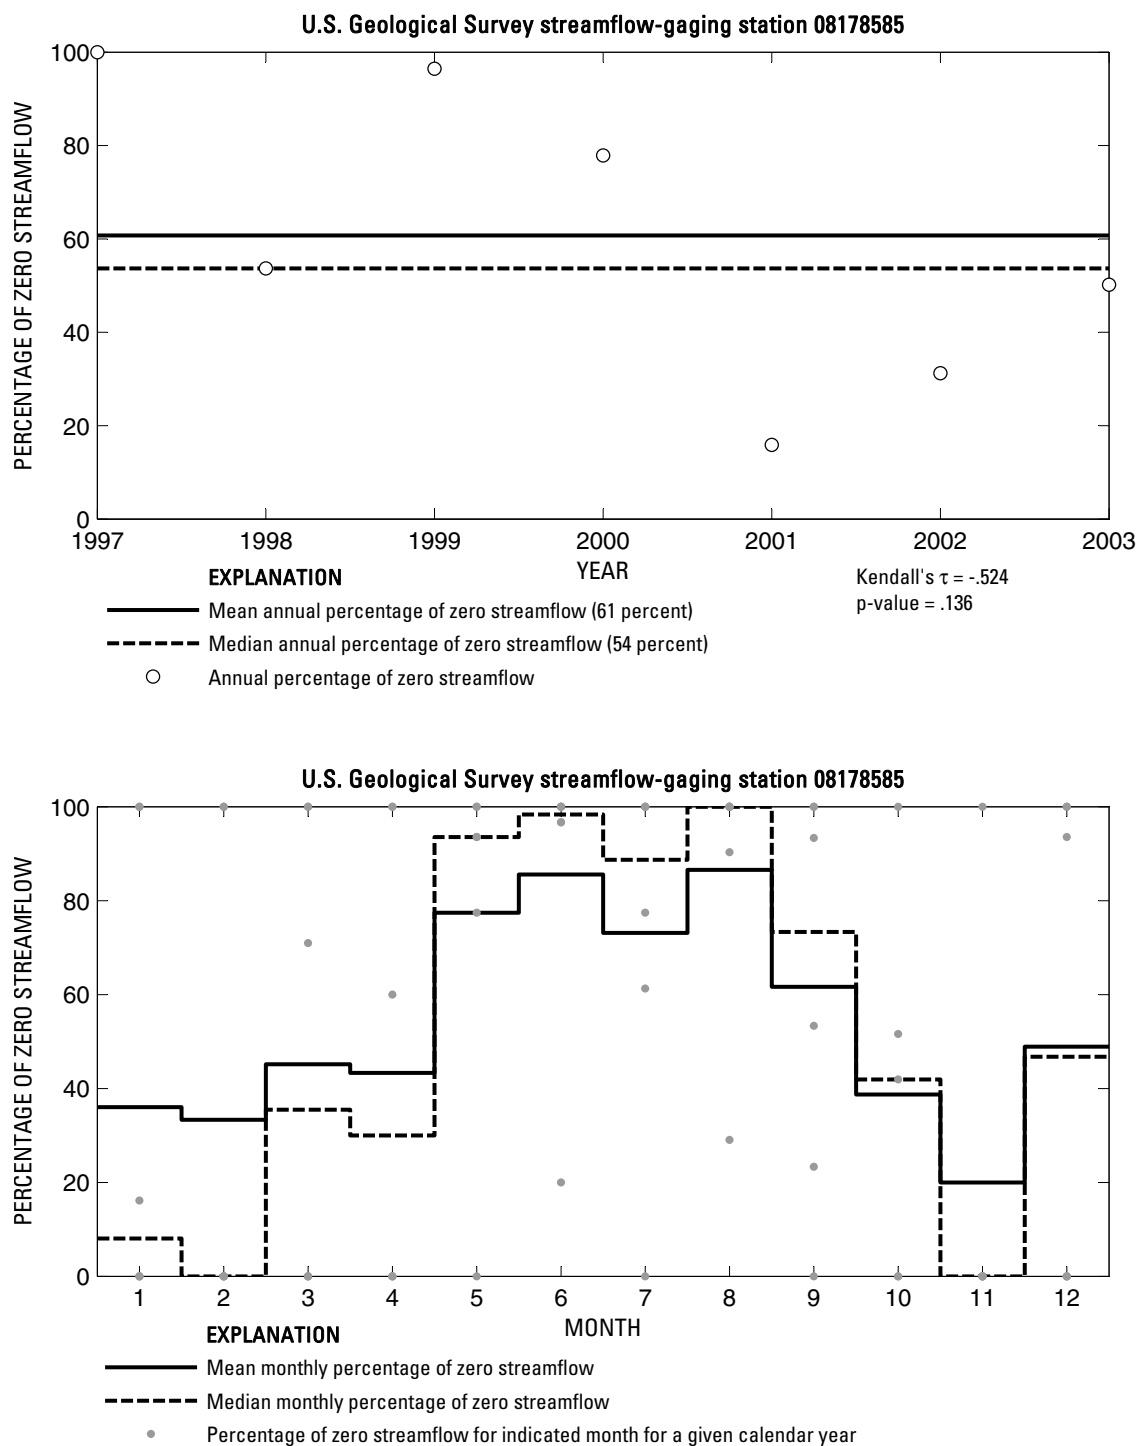 U.S. Geological Survey streamflow-gaging station 08178585
PERCENTAGE OF ZERO STREAMFLOW
100
80
60
40
20
0
1997 1998 1999 2000 2001 2002 2003
YEAR
EXPLANATION
Kendall's τ = -.524
p-value = .136
Mean annual percentage of zero streamflow (61 percent)
Median annual percentage of zero streamflow (54 percent)
Annual percentage of zero streamflow
U.S. Geological Survey streamflow-gaging station 08178585
PERCENTAGE OF ZERO STREAMFLOW
100
80
60
40
20
0
1 2 3 4 5 6 7 8 9 10 11 12
MONTH
EXPLANATION
Mean monthly percentage of zero streamflow
Median monthly percentage of zero streamflow
Percentage of zero streamflow for indicated month for a given calendar year